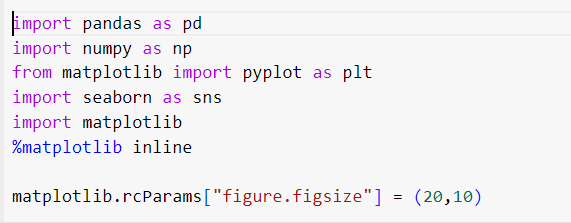 import pandas as pd
import numpy as np
from matplotlib import pyplot as plt
import seaborn as sns
import matplotlib
%matplotlib inline
matplotlib.rcParams["figure.figsize"] = (20,10)